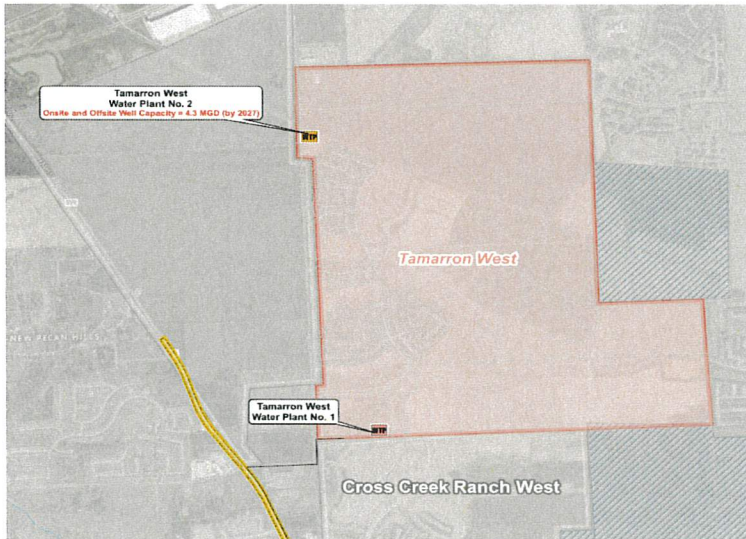 Tamarron West
Water Plant No. 2
Onsite and Offsite Well Capacity = 4.3 MGD (by 2027)
WTP
Tamarron West
NEW PECAN HILLS
Tamarron West
Water Plant No. 1
WTP
Cross Creek Ranch West